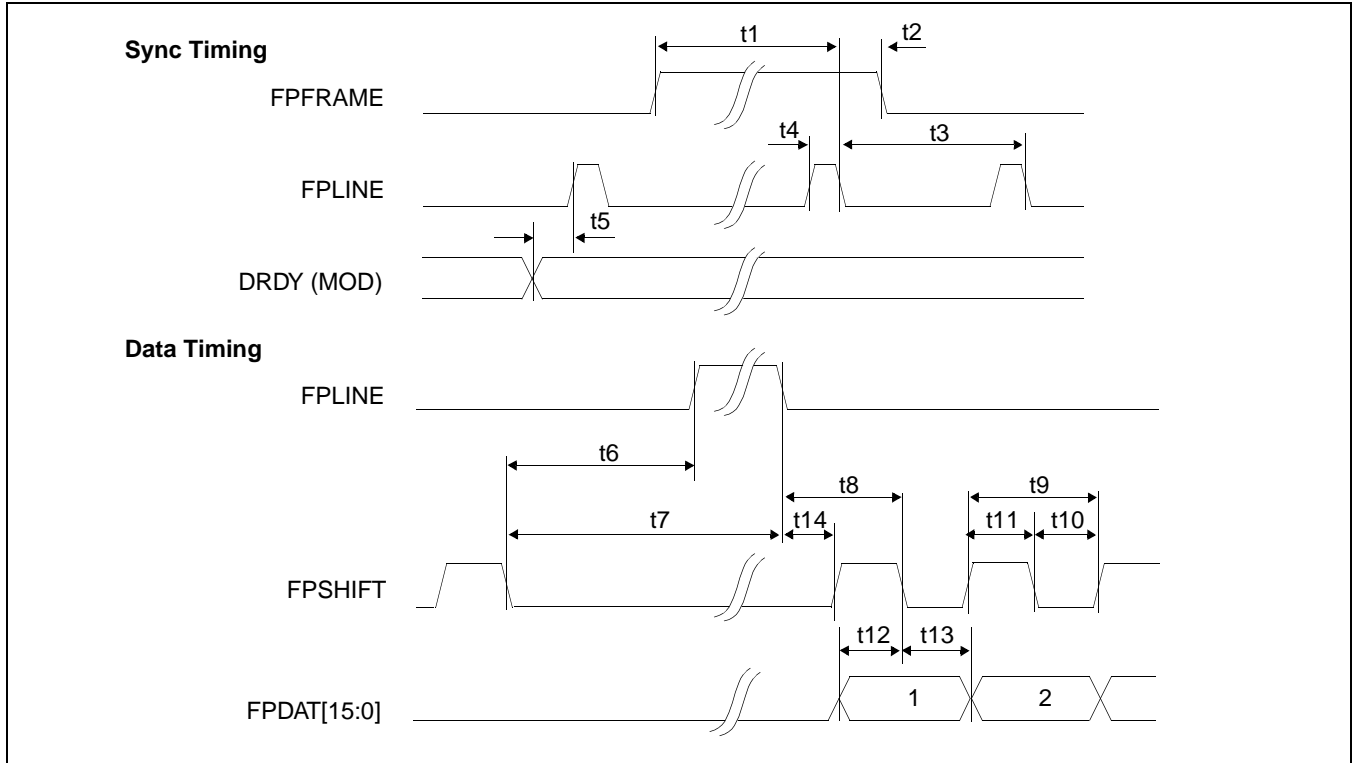 Sync Timing
t1
t2
FPFRAME
t4
t3
FPLINE
t5
DRDY (MOD)
Data Timing
FPLINE
t6
t8
t9
t7
t14
t11
t10
FPSHIFT
t12
t13
FPDAT[15:0]
1
2